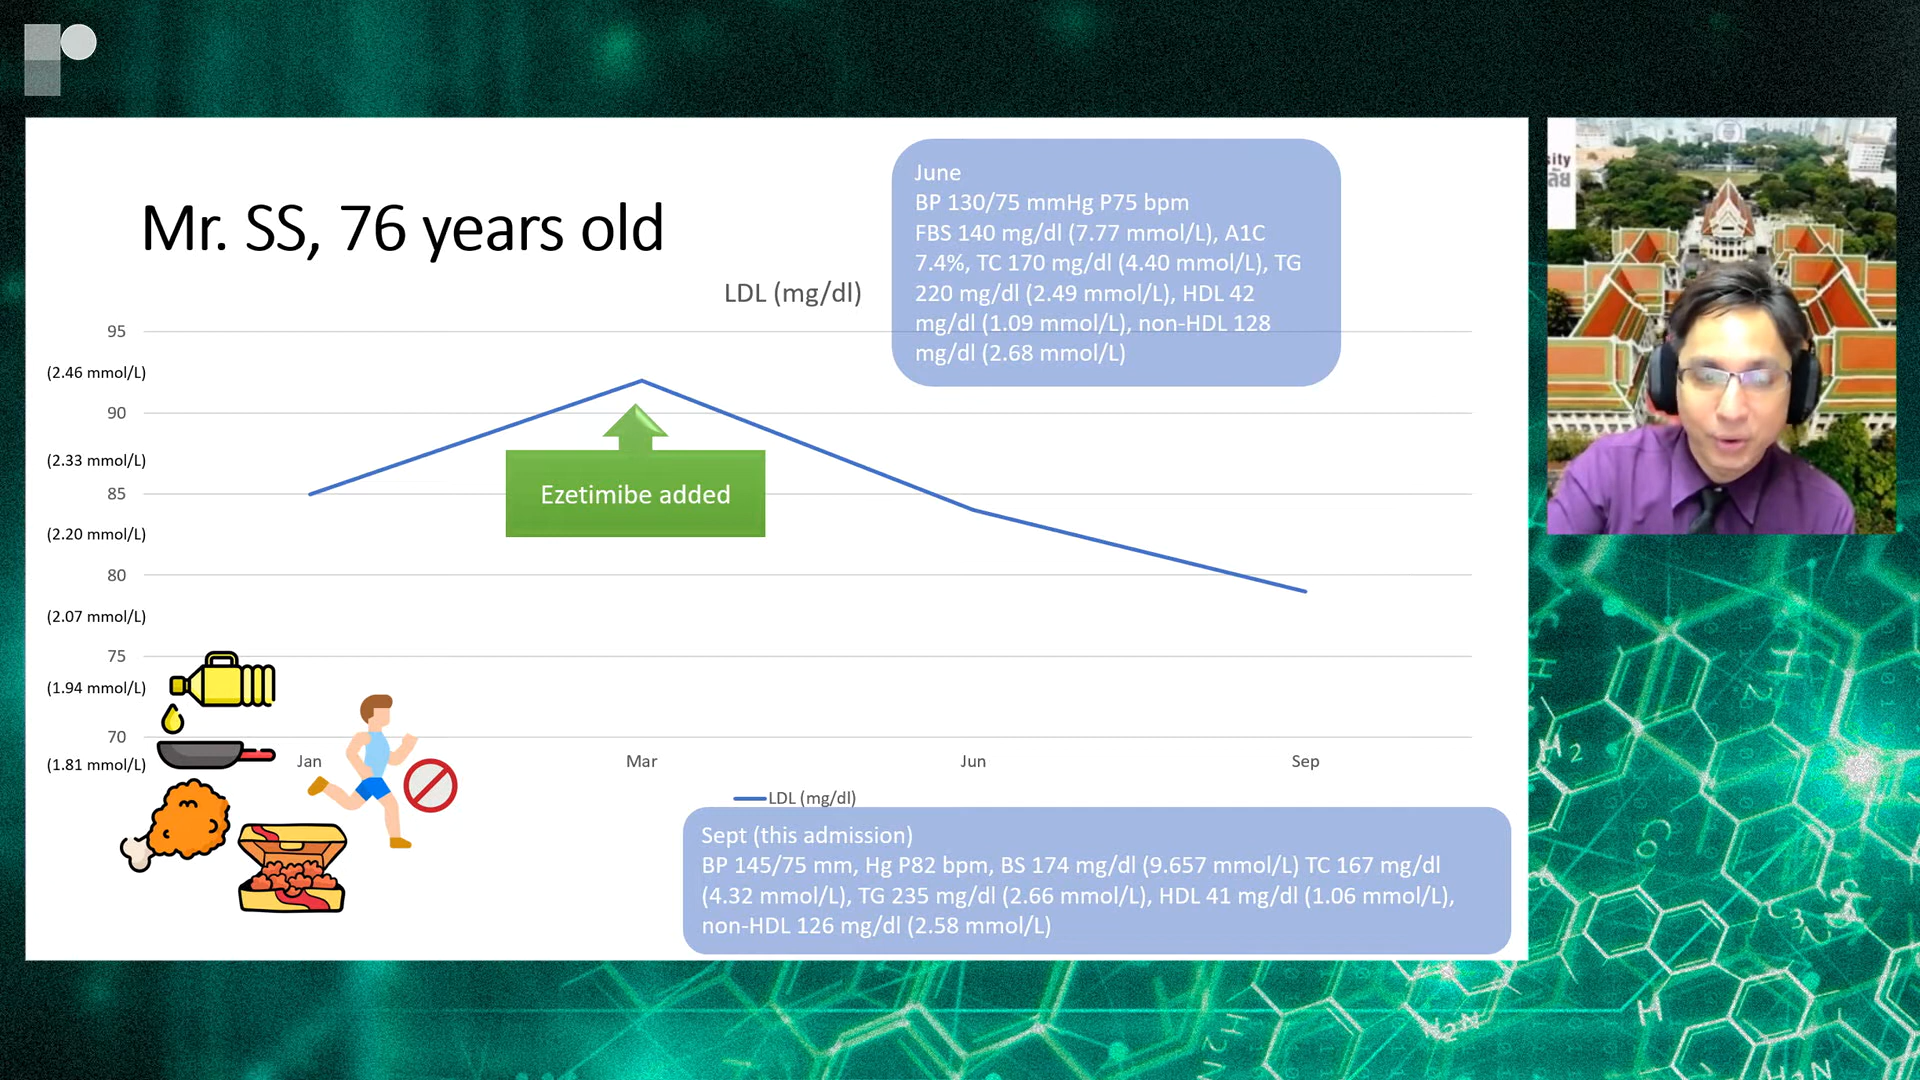 Mr. SS, 76 years old
June
BP 130/75 mmHg P75 bpm
FBS 140 mg/dl (7.77 mmol/L), A1C
7.4%, TC 170 mg/dl (4.40 mmol/L), TG
220 mg/dl (2.49 mmol/L), HDL 42
mg/dl (1.09 mmol/L), non-HDL 128
mg/dl (2.68 mmol/L)
LDL (mg/dl)
95
(2.46 mmol/L)
90
(2.33 mmol/L)
85
(2.20 mmol/L)
80
(2.07 mmol/L)
75
(1.94 mmol/L)
70
(1.81 mmol/L)
Ezetimibe added
Jan
Mar
Jun
Sep
LDL (mg/dl)
Sept (this admission)
BP 145/75 mm, Hg P82 bpm, BS 174 mg/dl (9.657 mmol/L) TC 167 mg/dl
(4.32 mmol/L), TG 235 mg/dl (2.66 mmol/L), HDL 41 mg/dl (1.06 mmol/L),
non-HDL 126 mg/dl (2.58 mmol/L)
sity
H₂N
H₂N